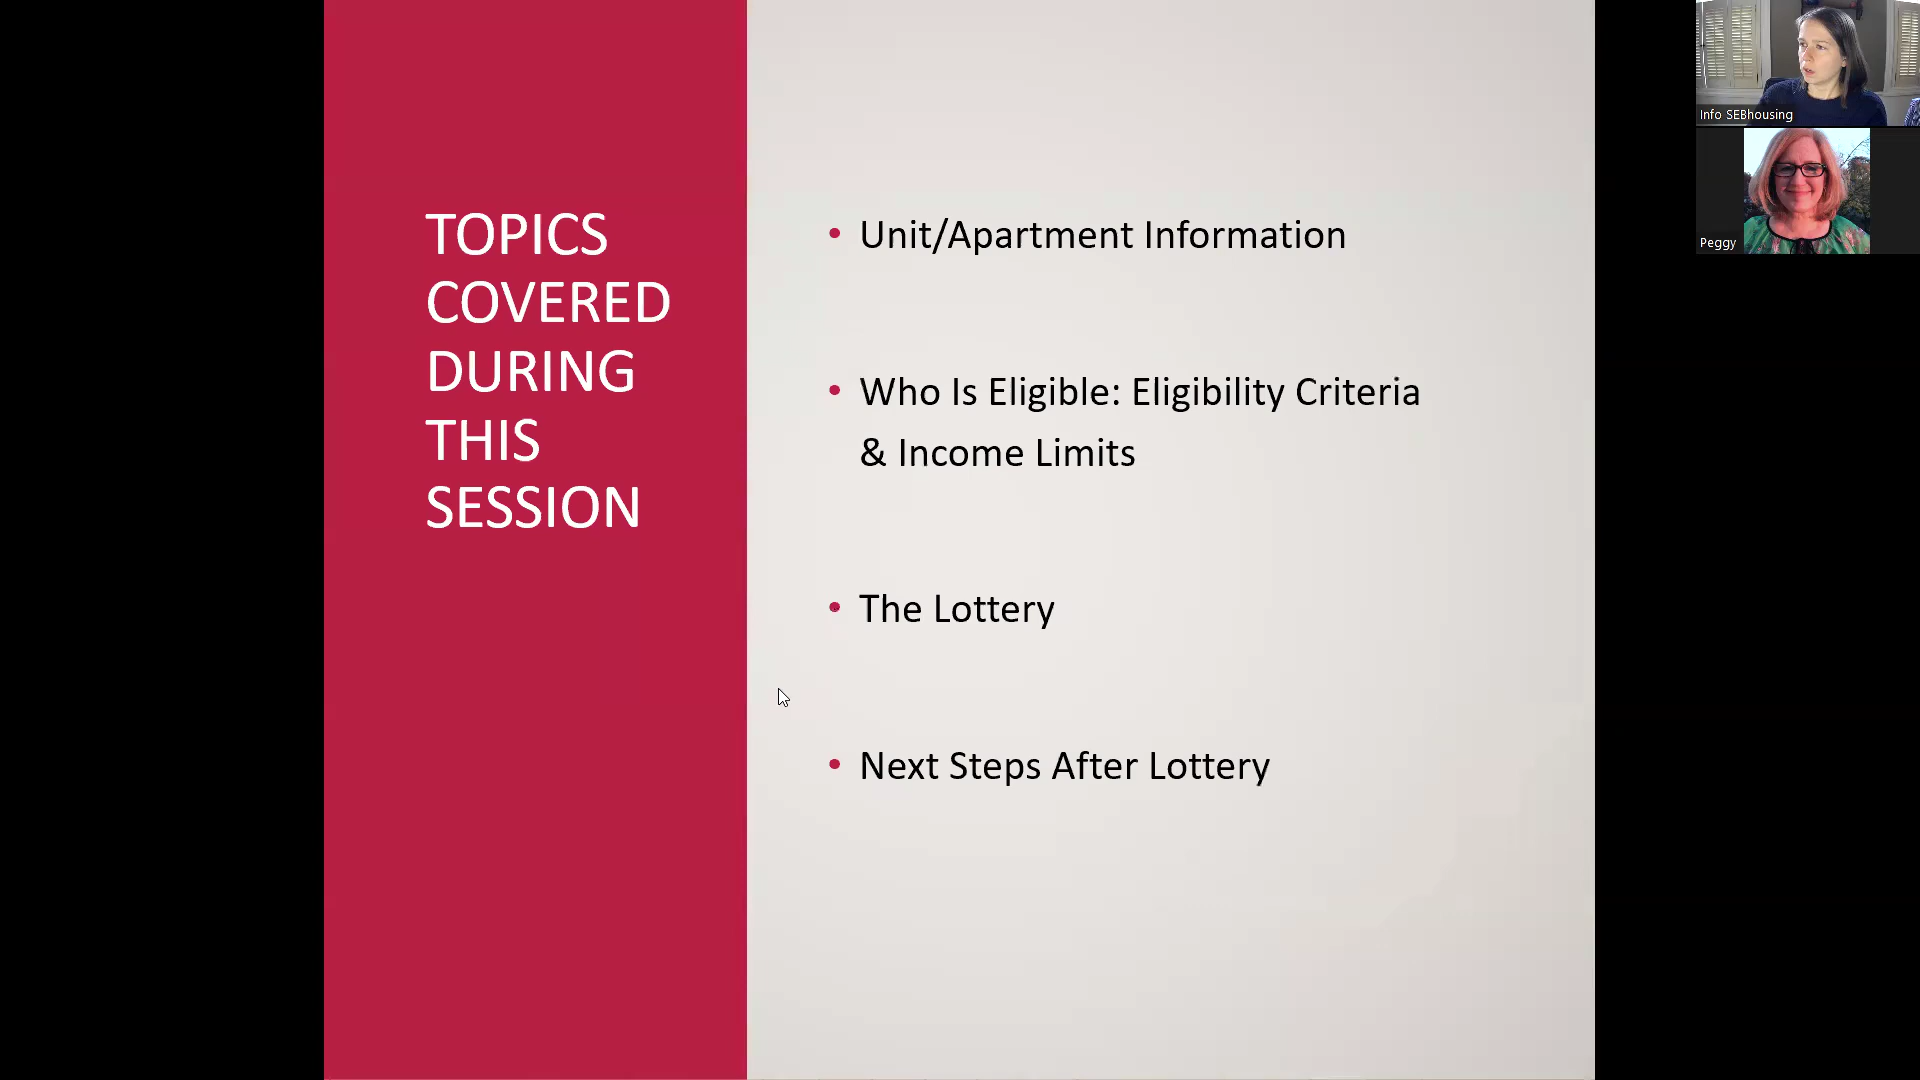 TOPICS
COVERED
DURING
THIS
SESSION
• Unit/Apartment Information
• Who Is Eligible: Eligibility Criteria
& Income Limits
• The Lottery
• Next Steps After Lottery
Info SEBhousing
Peggy